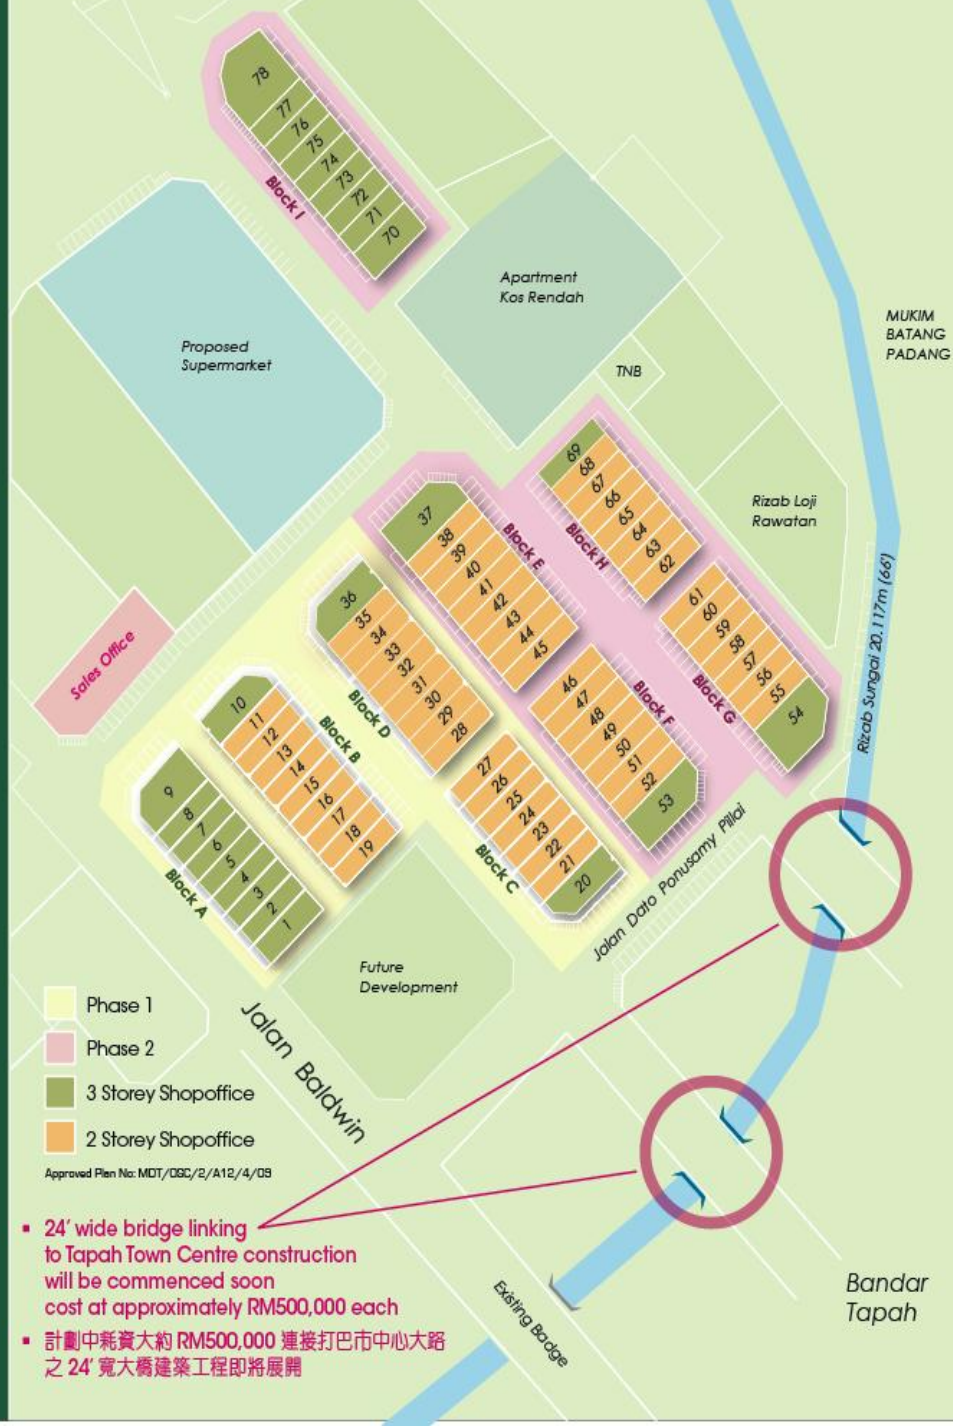 78
77
76
75
74
73
72
71
70
Block I
Apartment
Kos Rendah
MUKIM
BATANG
PADANG
Proposed
Supermarket
TNB
69
68
67
66
65
64
63
62
Block H
Rizab Loji
Rawatan
37
38
39
40
41
42
43
44
45
Block E
36
35
34
33
32
31
30
29
28
Block D
61
60
59
58
57
56
55
54
Block G
Rizab Sungai 20.117m (66')
Sales Office
46
47
48
49
50
51
52
53
Block F
10
11
12
13
14
15
16
17
18
19
Block B
27
26
25
24
23
22
21
20
Block C
9
8
7
6
5
4
3
2
1
Block A
Jalan Dato Ponusamy Pillai
Future
Development
Jalan Baldwin
Phase 1
Phase 2
3 Storey Shopoffice
2 Storey Shopoffice
Approved Plan No: MDT/OSC/2/A12/4/09
▪ 24' wide bridge linking
to Tapah Town Centre construction
will be commenced soon
cost at approximately RM500,000 each
▪ 計劃中耗資大約 RM500,000 連接打巴市中心大路
之 24' 寬大橋建築工程即將展開
Existing Badge
Bandar
Tapah